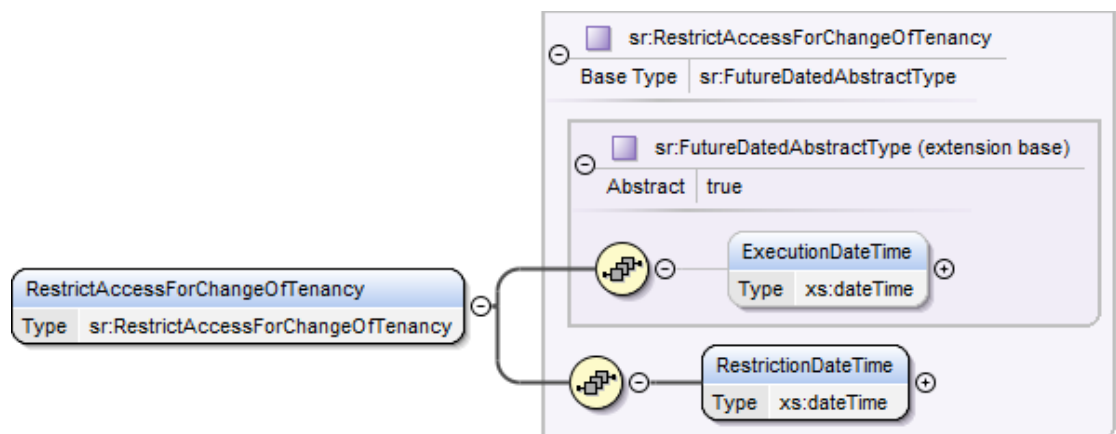 sr:RestrictAccessForChangeOfTenancy
Base Type sr:FutureDatedAbstractType
sr:FutureDatedAbstractType (extension base)
Abstract true
ExecutionDateTime
Type xs:dateTime
RestrictAccessForChangeOfTenancy
Type sr:RestrictAccessForChangeOfTenancy
RestrictionDateTime
Type xs:dateTime